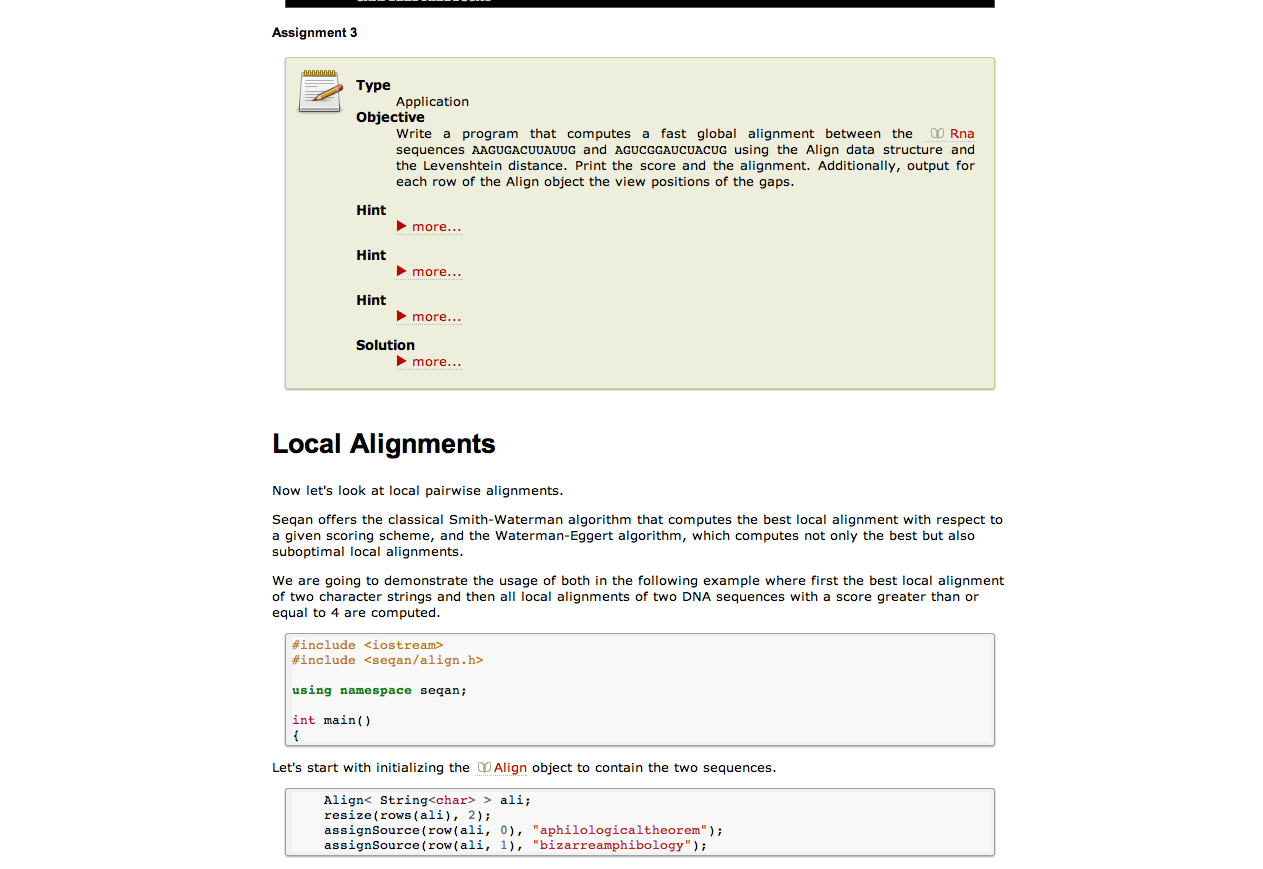 Assignment 3
Type
Application
Objective
Write a program that computes a fast global alignment between the Rna
sequences AAGUGACUUAUUG and AGUCGGAUCUACUG using the Align data structure and
the Levenshtein distance. Print the score and the alignment. Additionally, output for
each row of the Align object the view positions of the gaps.
Hint
more...
Hint
more...
Hint
more...
Solution
more...
Local Alignments
Now let's look at local pairwise alignments.
Seqan offers the classical Smith-Waterman algorithm that computes the best local alignment with respect to
a given scoring scheme, and the Waterman-Eggert algorithm, which computes not only the best but also
suboptimal local alignments.
We are going to demonstrate the usage of both in the following example where first the best local alignment
of two character strings and then all local alignments of two DNA sequences with a score greater than or
equal to 4 are computed.
#include <iostream>
#include <seqan/align.h>
using namespace seqan;
int main()
{
Let's start with initializing the Align object to contain the two sequences.
Align< String<char> > ali;
resize(rows(ali), 2);
assignSource(row(ali, 0), "aphilologicaltheorem");
assignSource(row(ali, 1), "bizarreamphibology");